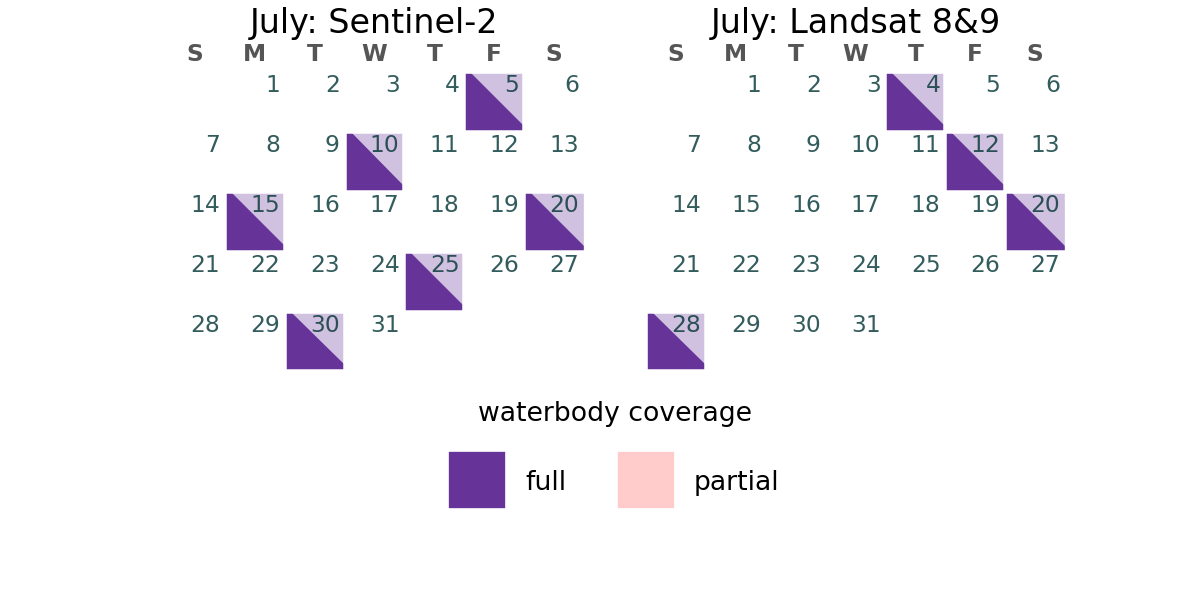 July: Sentinel-2
S M T W T F S
1 2 3 4 5 6
7 8 9 10 11 12 13
14 15 16 17 18 19 20
21 22 23 24 25 26 27
28 29 30 31
July: Landsat 8&9
S M T W T F S
1 2 3 4 5 6
7 8 9 10 11 12 13
14 15 16 17 18 19 20
21 22 23 24 25 26 27
28 29 30 31
waterbody coverage
full partial